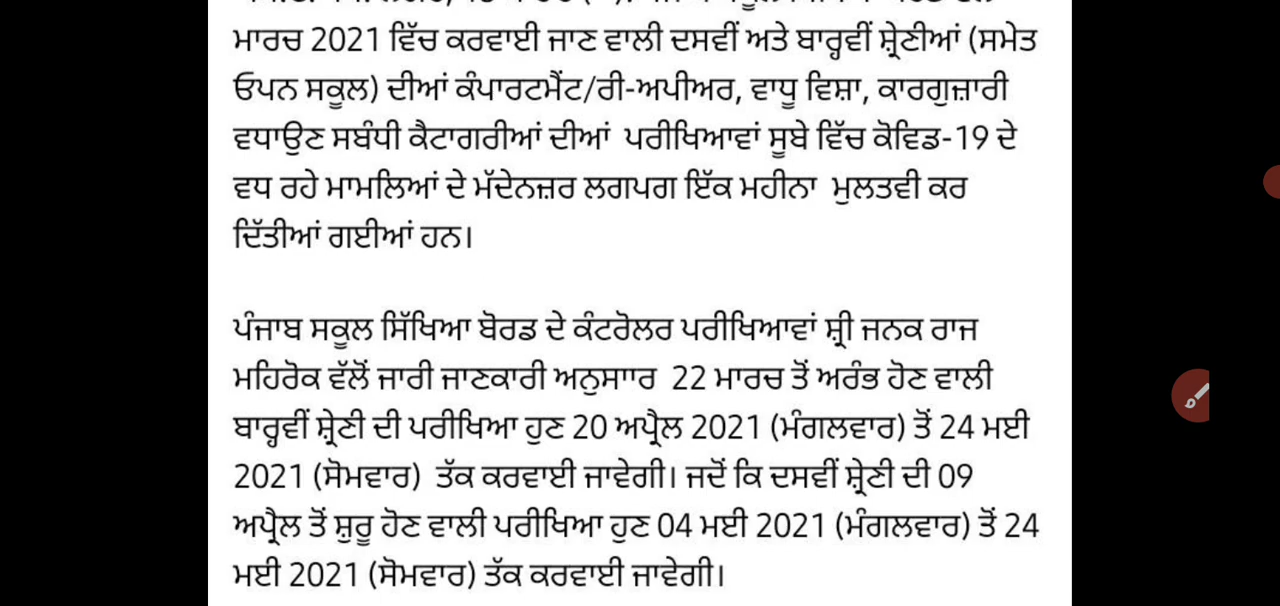 ਮਾਰਚ 2021 ਵਿੱਚ ਕਰਵਾਈ ਜਾਣ ਵਾਲੀ ਦਸਵੀਂ ਅਤੇ ਬਾਰ੍ਹਵੀਂ ਸ਼੍ਰੇਣੀਆਂ (ਸਮੇਤ
ਓਪਨ ਸਕੂਲ) ਦੀਆਂ ਕੰਪਾਰਟਮੈਂਟ/ਰੀ-ਅਪੀਅਰ, ਵਾਧੂ ਵਿਸ਼ਾ, ਕਾਰਗੁਜ਼ਾਰੀ
ਵਧਾਉਣ ਸਬੰਧੀ ਕੈਟਾਗਰੀਆਂ ਦੀਆਂ ਪਰੀਖਿਆਵਾਂ ਸੂਬੇ ਵਿੱਚ ਕੋਵਿਡ-19 ਦੇ
ਵਧ ਰਹੇ ਮਾਮਲਿਆਂ ਦੇ ਮੱਦੇਨਜ਼ਰ ਲਗਪਗ ਇੱਕ ਮਹੀਨਾ ਮੁਲਤਵੀ ਕਰ
ਦਿੱਤੀਆਂ ਗਈਆਂ ਹਨ।
ਪੰਜਾਬ ਸਕੂਲ ਸਿੱਖਿਆ ਬੋਰਡ ਦੇ ਕੰਟਰੋਲਰ ਪਰੀਖਿਆਵਾਂ ਸ਼੍ਰੀ ਜਨਕ ਰਾਜ
ਮਹਿਰੋਕ ਵੱਲੋਂ ਜਾਰੀ ਜਾਣਕਾਰੀ ਅਨੁਸਾਾਰ 22 ਮਾਰਚ ਤੋਂ ਅਰੰਭ ਹੋਣ ਵਾਲੀ
ਬਾਰ੍ਹਵੀਂ ਸ਼੍ਰੇਣੀ ਦੀ ਪਰੀਖਿਆ ਹੁਣ 20 ਅਪ੍ਰੈਲ 2021 (ਮੰਗਲਵਾਰ) ਤੋਂ 24 ਮਈ
2021 (ਸੋਮਵਾਰ) ਤੱਕ ਕਰਵਾਈ ਜਾਵੇਗੀ। ਜਦੋਂ ਕਿ ਦਸਵੀਂ ਸ਼੍ਰੇਣੀ ਦੀ 09
ਅਪ੍ਰੈਲ ਤੋਂ ਸ਼ੁਰੂ ਹੋਣ ਵਾਲੀ ਪਰੀਖਿਆ ਹੁਣ 04 ਮਈ 2021 (ਮੰਗਲਵਾਰ) ਤੋਂ 24
ਮਈ 2021 (ਸੋਮਵਾਰ) ਤੱਕ ਕਰਵਾਈ ਜਾਵੇਗੀ।